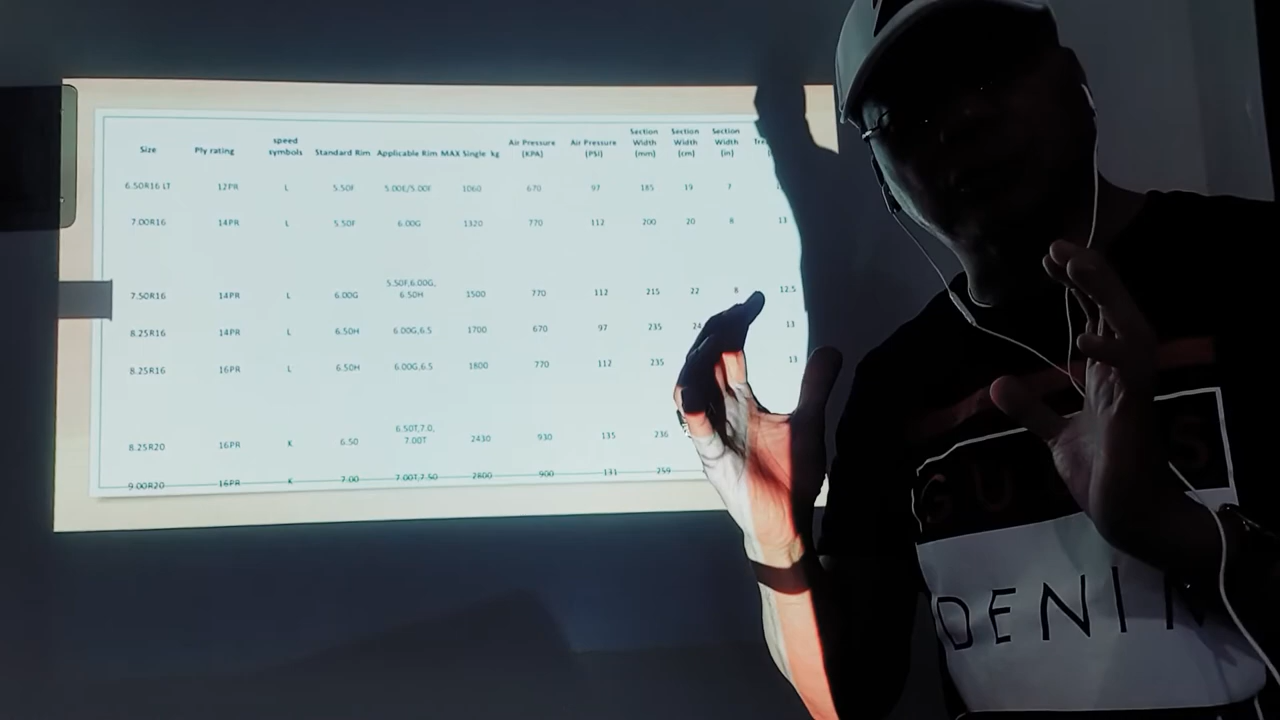 Size Ply rating speed symbols Standard Rim Applicable Rim MAX Single kg Air Pressure (KPA) Air Pressure (PSI) Section Width (mm) Section Width (cm) Section Width (in)
6.50R16 LT 12PR L 5.50F 5.00E/5.00F 1060 670 97 185 19 7
7.00R16 14PR L 5.50F 6.00G 1320 770 112 200 20 8 13
7.50R16 14PR L 6.00G 5.50F,6.00G, 6.50H 1500 770 112 215 22 8 12.5
8.25R16 14PR L 6.50H 6.00G,6.5 1700 670 97 235 24 13
8.25R16 16PR L 6.50H 6.00G,6.5 1800 770 112 235 13
8.25R20 16PR K 6.50 6.50T,7.0, 7.00T 2430 930 135 236
9.00R20 16PR K 7.00 7.00T,7.50 2800 900 131 259
DENIM